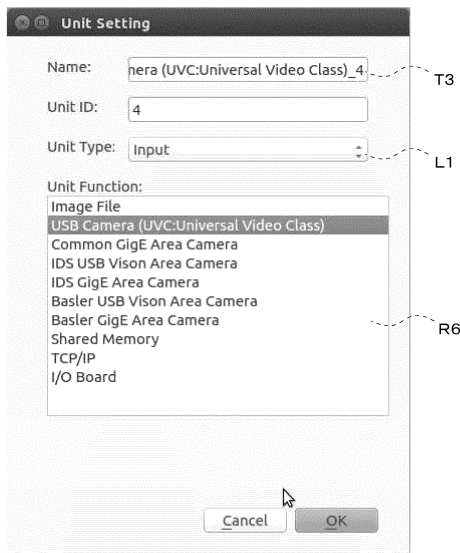 Unit Setting
Name: nera (UVC:Universal Video Class)_4
T3
Unit ID: 4
Unit Type: Input
L1
Unit Function:
Image File
USB Camera (UVC:Universal Video Class)
Common GigE Area Camera
IDS USB Vison Area Camera
IDS GigE Area Camera
Basler USB Vison Area Camera
Basler GigE Area Camera
R6
Shared Memory
TCP/IP
I/O Board
Cancel OK